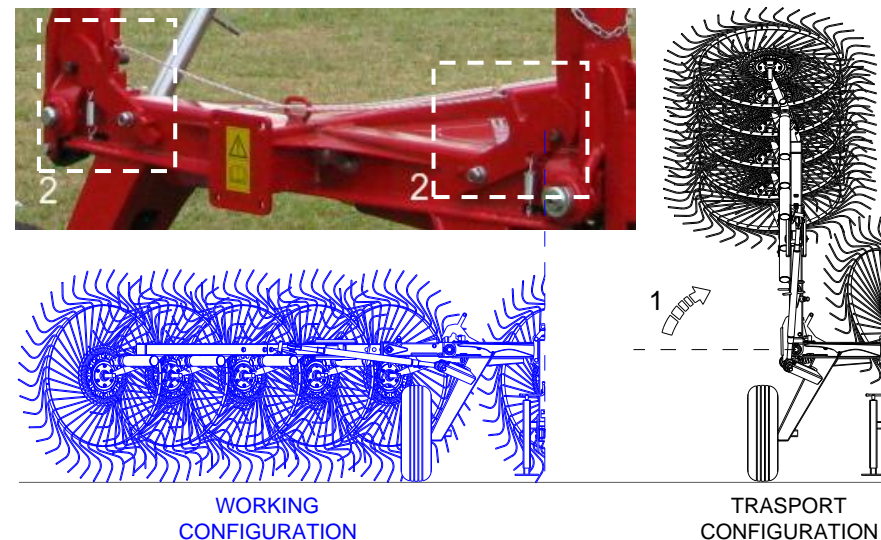 2
2
1
WORKING
CONFIGURATION
TRASPORT
CONFIGURATION